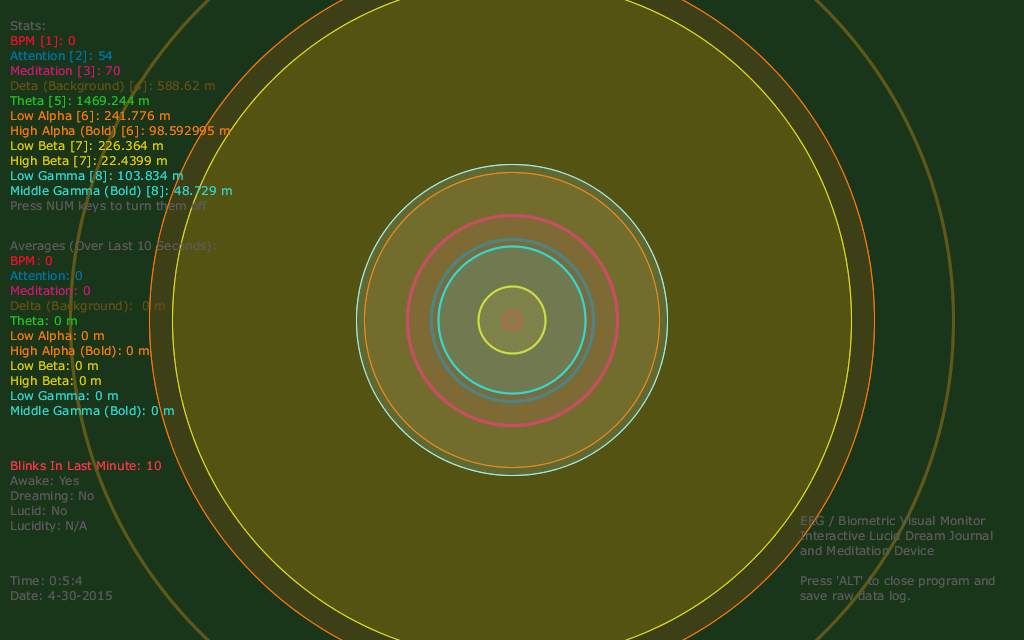 Stats:
BPM [1]: 0
Attention [2]: 54
Meditation [3]: 70
Deta (Background) [4]: 588.62 m
Theta [5]: 1469.244 m
Low Alpha [6]: 241.776 m
High Alpha (Bold) [6]: 98.592995 m
Low Beta [7]: 226.364 m
High Beta [7]: 22.4399 m
Low Gamma [8]: 103.834 m
Middle Gamma (Bold) [8]: 48.729 m
Press NUM keys to turn them off
Averages (Over Last 10 Seconds):
BPM: 0
Attention: 0
Meditation: 0
Delta (Background):  0 m
Theta: 0 m
Low Alpha: 0 m
High Alpha (Bold): 0 m
Low Beta: 0 m
High Beta: 0 m
Low Gamma: 0 m
Middle Gamma (Bold): 0 m
Blinks In Last Minute: 10
Awake: Yes
Dreaming: No
Lucid: No
Lucidity: N/A
Time: 0:5:4
Date: 4-30-2015
EEG / Biometric Visual Monitor
Interactive Lucid Dream Journal
and Meditation Device
Press 'ALT' to close program and
save raw data log.